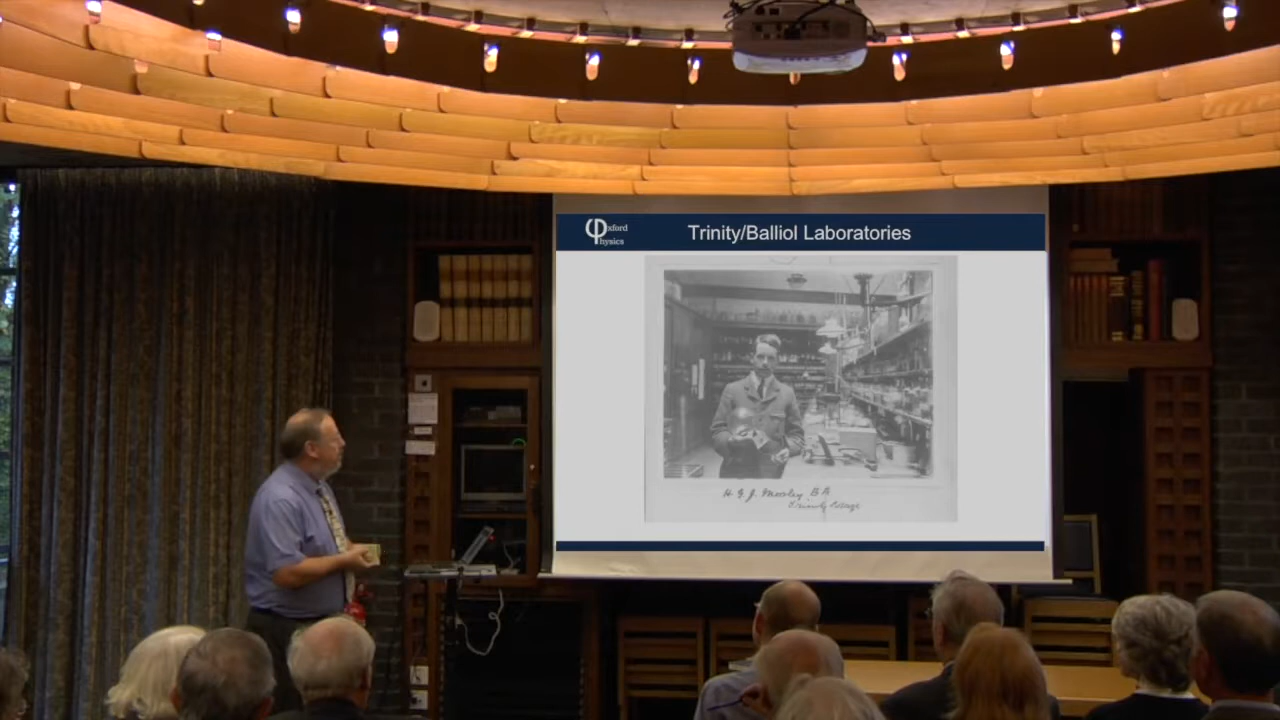 Oxford
Physics
Trinity/Balliol Laboratories
H. G. J. Moseley B.A.
Trinity College